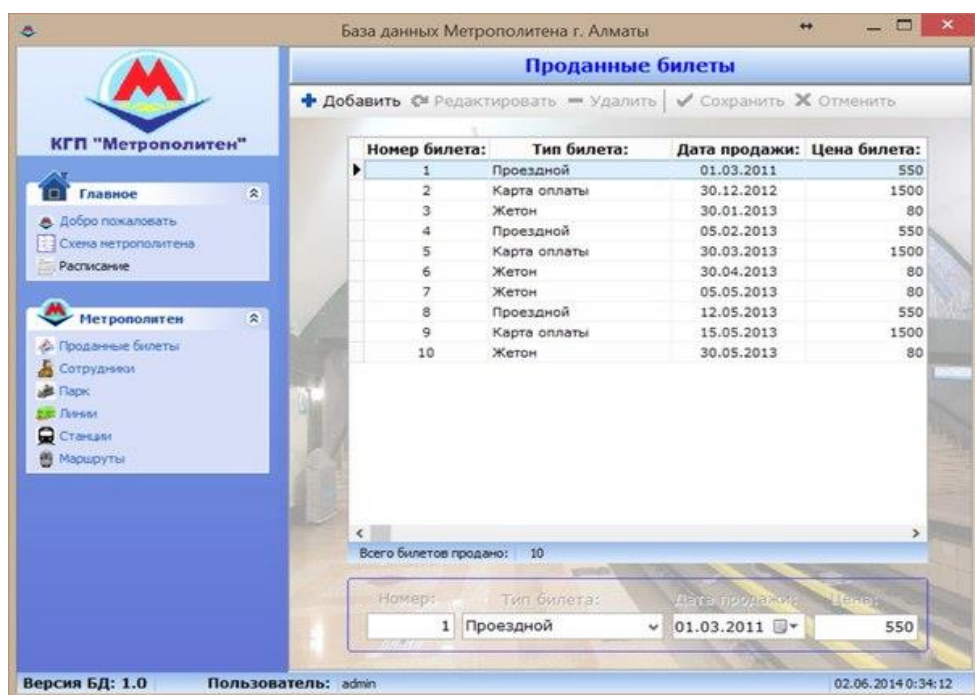 База данных Метрополитена г. Алматы
М
КГП "Метрополитен"
Главное
Добро пожаловать
Схема метрополитена
Расписание
Метрополитен
Проданные билеты
Сотрудники
Парк
Линии
Станции
Маршруты
Проданные билеты
Добавить Редактировать Удалить Сохранить Отменить
Номер билета: Тип билета: Дата продажи: Цена билета:
1 Проездной 01.03.2011 550
2 Карта оплаты 30.12.2012 1500
3 Жетон 30.01.2013 80
4 Проездной 05.02.2013 550
5 Карта оплаты 30.03.2013 1500
6 Жетон 30.04.2013 80
7 Жетон 05.05.2013 80
8 Проездной 12.05.2013 550
9 Карта оплаты 15.05.2013 1500
10 Жетон 30.05.2013 80
Всего билетов продано: 10
Номер: Тип билета: Дата продажи: Цена:
1 Проездной 01.03.2011 550
Версия БД: 1.0 Пользователь: admin 02.06.2014 0:34:12